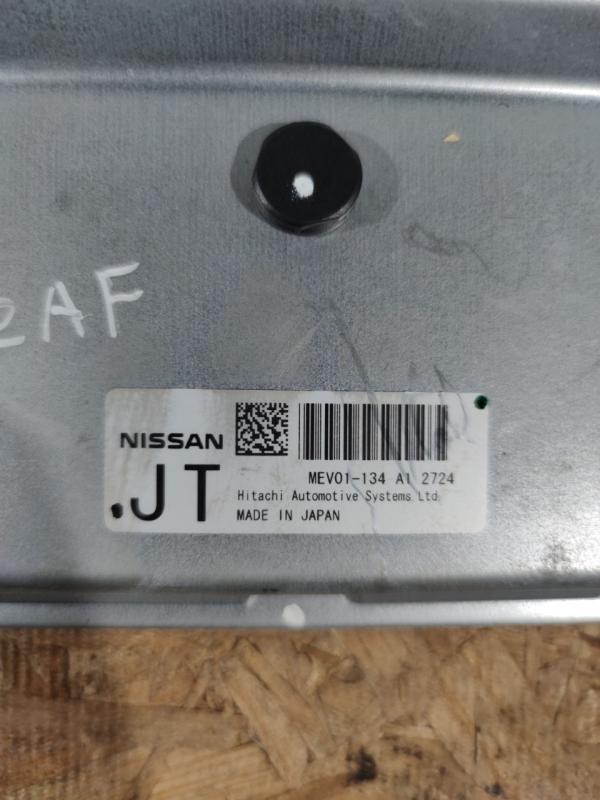 2AF
NISSAN
.JT
MEV01-134 A1 2724
Hitachi Automotive Systems Ltd.
MADE IN JAPAN